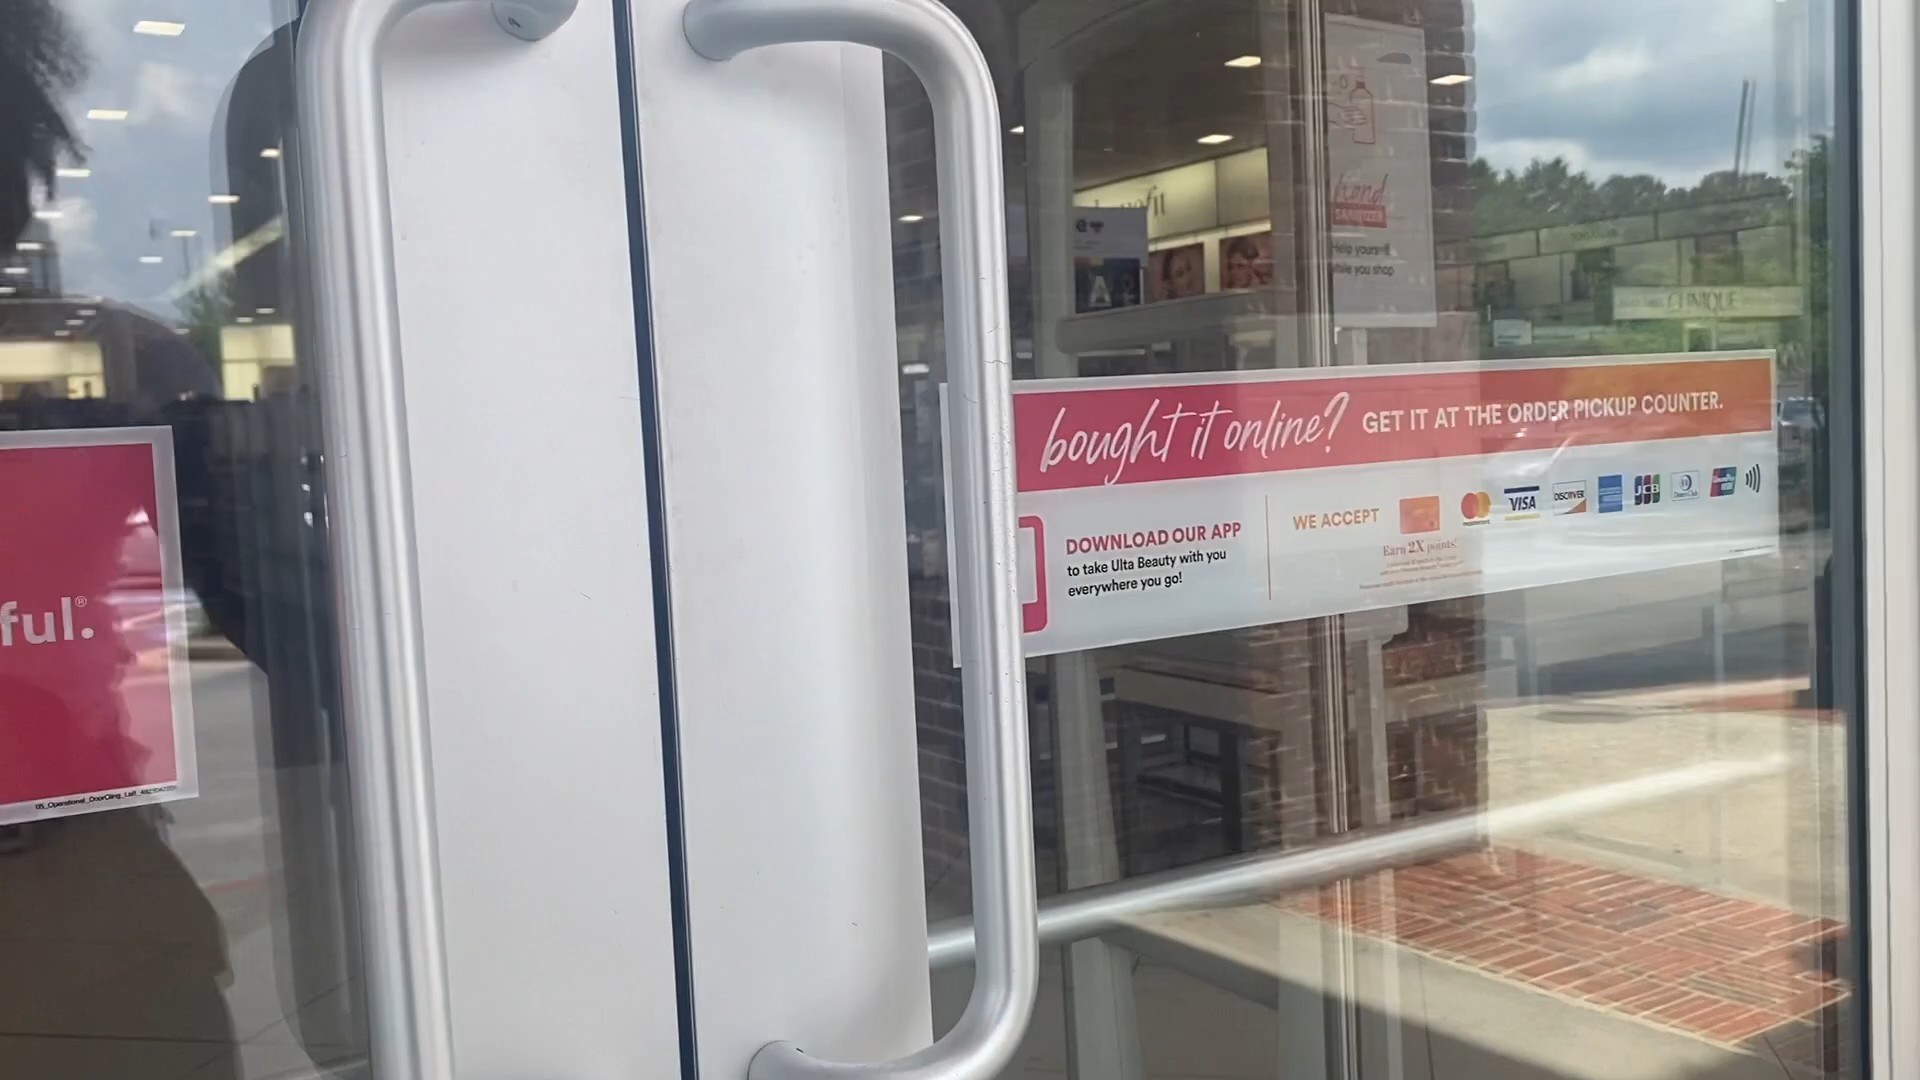 ful.®
bought it online? GET IT AT THE ORDER PICKUP COUNTER.
DOWNLOAD OUR APP
to take Ulta Beauty with you
everywhere you go!
WE ACCEPT
Earn 2X points!
VISA
DISCOVER
JCB
hand
SANITIZER
Help yourself
while you shop
CLINIQUE